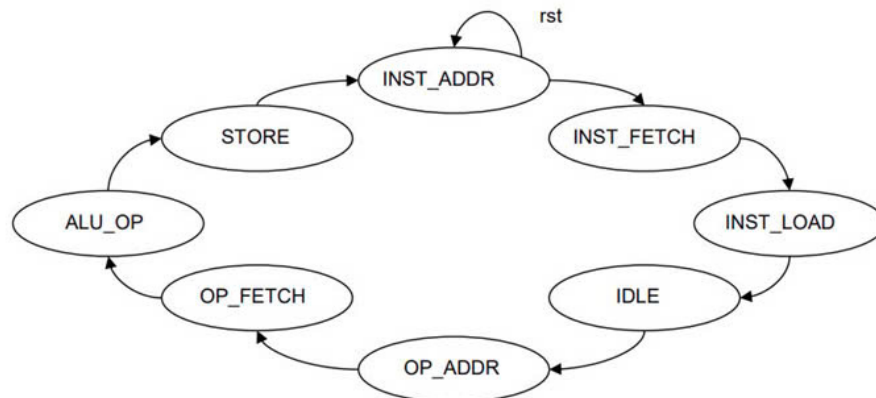 rst
INST_ADDR
STORE
INST_FETCH
ALU_OP
INST_LOAD
OP_FETCH
IDLE
OP_ADDR